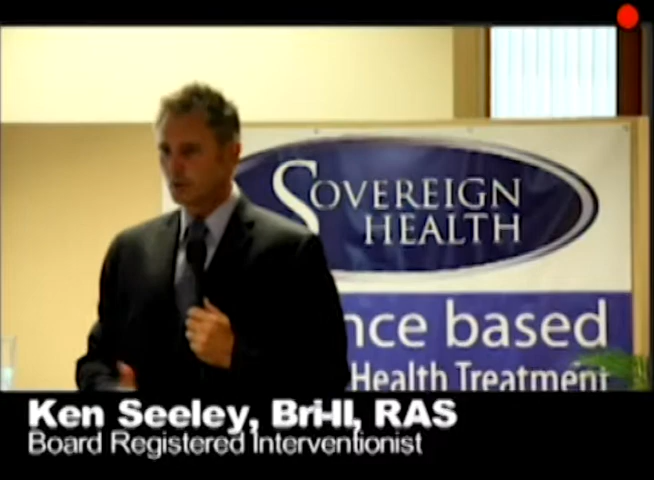 SOVEREIGN
HEALTH
nce based
Health Treatment
Ken Seeley, Bri-II, RAS
Board Registered Interventionist